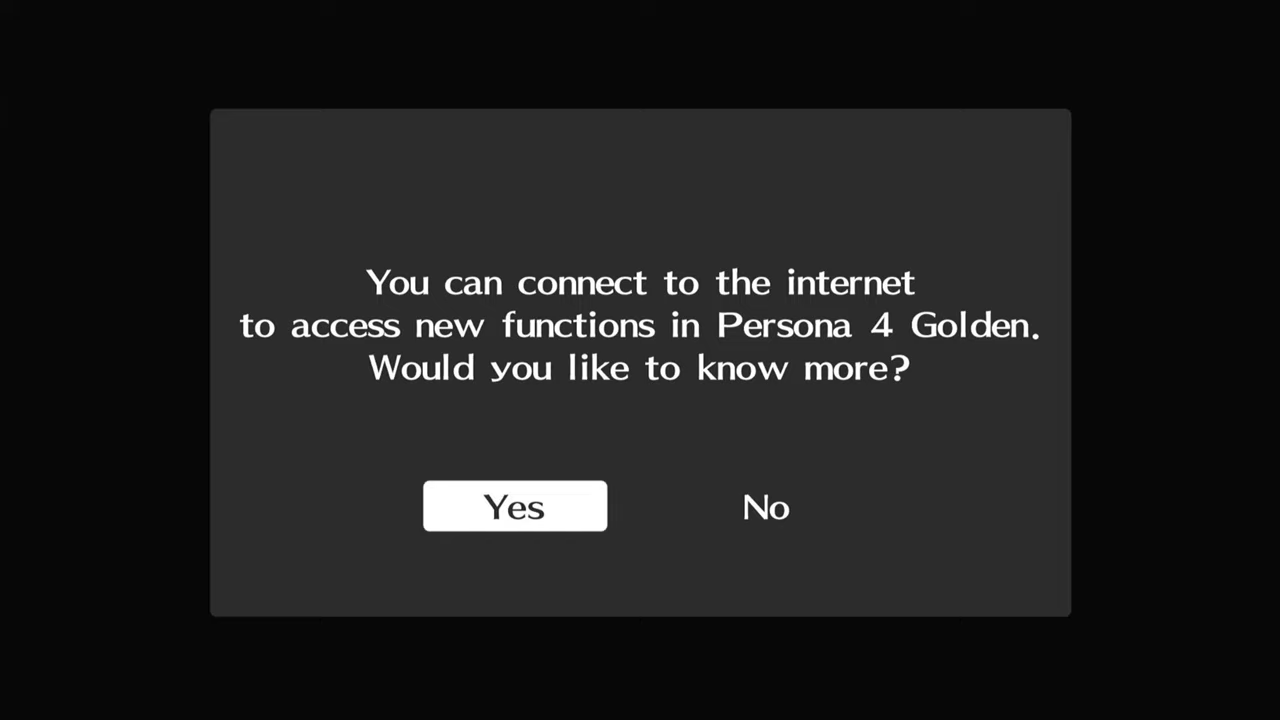 You can connect to the internet
to access new functions in Persona 4 Golden.
Would you like to know more?
Yes No